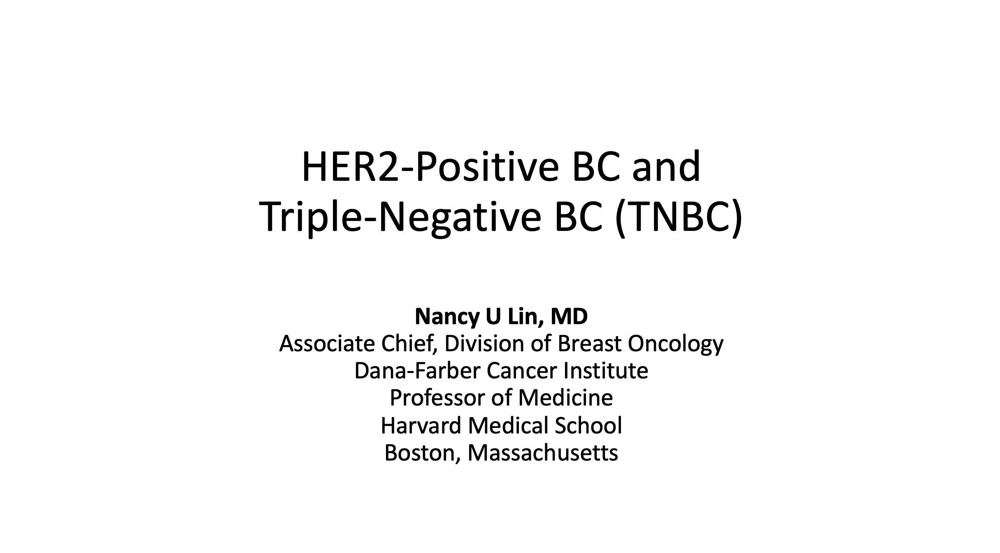 HER2-Positive BC and
Triple-Negative BC (TNBC)
Nancy U Lin, MD
Associate Chief, Division of Breast Oncology
Dana-Farber Cancer Institute
Professor of Medicine
Harvard Medical School
Boston, Massachusetts